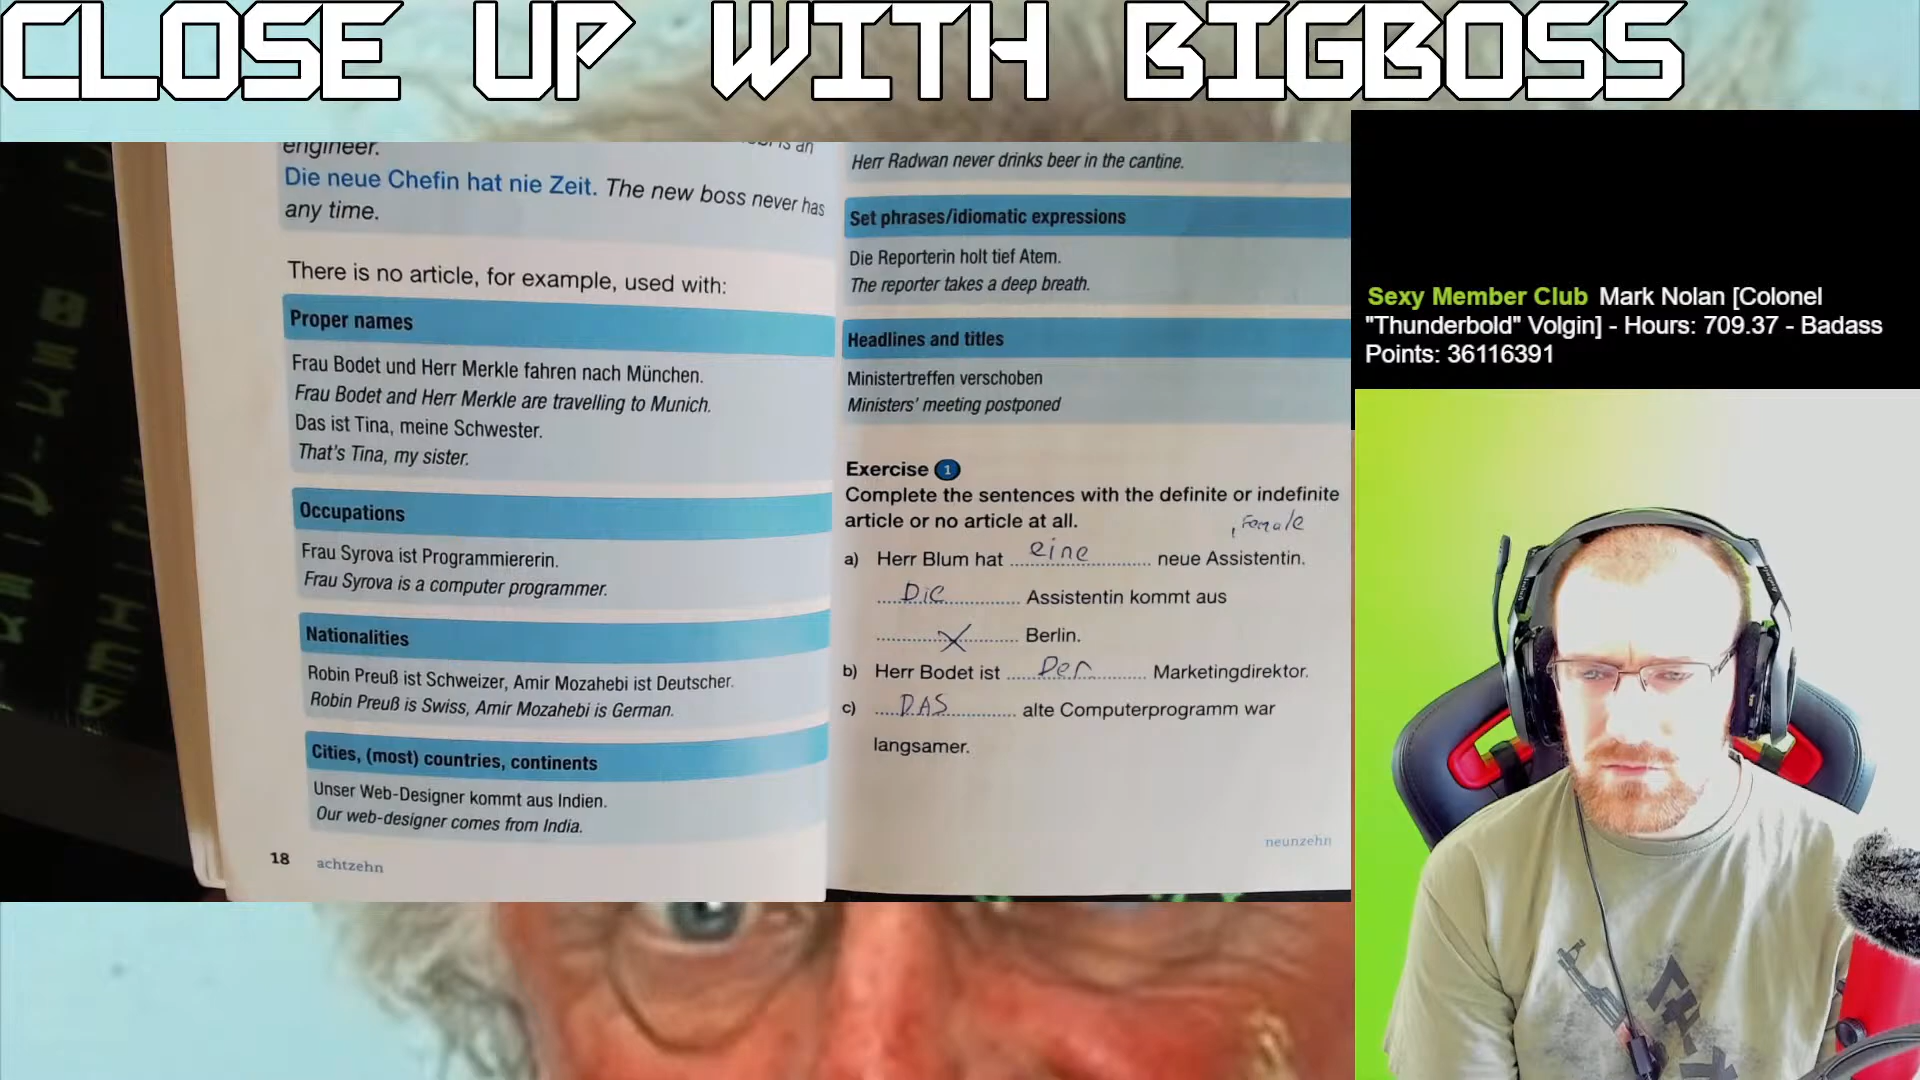 CLOSE UP WITH BIGBOSS
engineer.
is an
Die neue Chefin hat nie Zeit. The new boss never has
any time.
There is no article, for example, used with:
Proper names
Frau Bodet und Herr Merkle fahren nach München.
Frau Bodet and Herr Merkle are travelling to Munich.
Das ist Tina, meine Schwester.
That's Tina, my sister.
Occupations
Frau Syrova ist Programmiererin.
Frau Syrova is a computer programmer.
Nationalities
Robin Preuß ist Schweizer, Amir Mozahebi ist Deutscher.
Robin Preuß is Swiss, Amir Mozahebi is German.
Cities, (most) countries, continents
Unser Web-Designer kommt aus Indien.
Our web-designer comes from India.
18 achtzehn
Herr Radwan never drinks beer in the cantine.
Set phrases/idiomatic expressions
Die Reporterin holt tief Atem.
The reporter takes a deep breath.
Headlines and titles
Ministertreffen verschoben
Ministers' meeting postponed
Exercise 1
Complete the sentences with the definite or indefinite
article or no article at all.
Female
a) Herr Blum hat eine neue Assistentin.
Die Assistentin kommt aus
X Berlin.
b) Herr Bodet ist Der Marketingdirektor.
c) DAS alte Computerprogramm war
langsamer.
neunzehn
Sexy Member Club Mark Nolan [Colonel
"Thunderbold" Volgin] - Hours: 709.37 - Badass
Points: 36116391